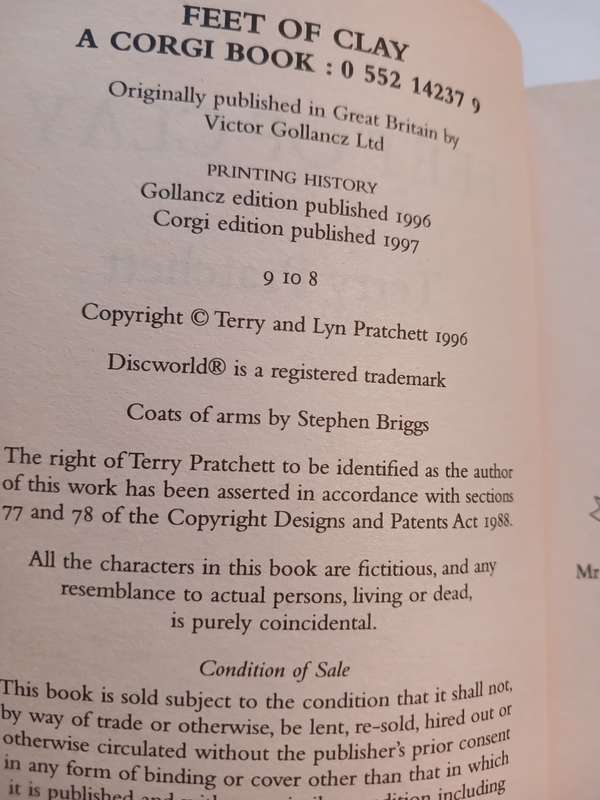 FEET OF CLAY
A CORGI BOOK : 0 552 14237 9
Originally published in Great Britain by
Victor Gollancz Ltd
PRINTING HISTORY
Gollancz edition published 1996
Corgi edition published 1997
9 10 8
Copyright © Terry and Lyn Pratchett 1996
Discworld® is a registered trademark
Coats of arms by Stephen Briggs
The right of Terry Pratchett to be identified as the author
of this work has been asserted in accordance with sections
77 and 78 of the Copyright Designs and Patents Act 1988.
All the characters in this book are fictitious, and any
resemblance to actual persons, living or dead,
is purely coincidental.
Condition of Sale
This book is sold subject to the condition that it shall not,
by way of trade or otherwise, be lent, re-sold, hired out or
otherwise circulated without the publisher's prior consent
in any form of binding or cover other than that in which
it is published and condition including
Mr